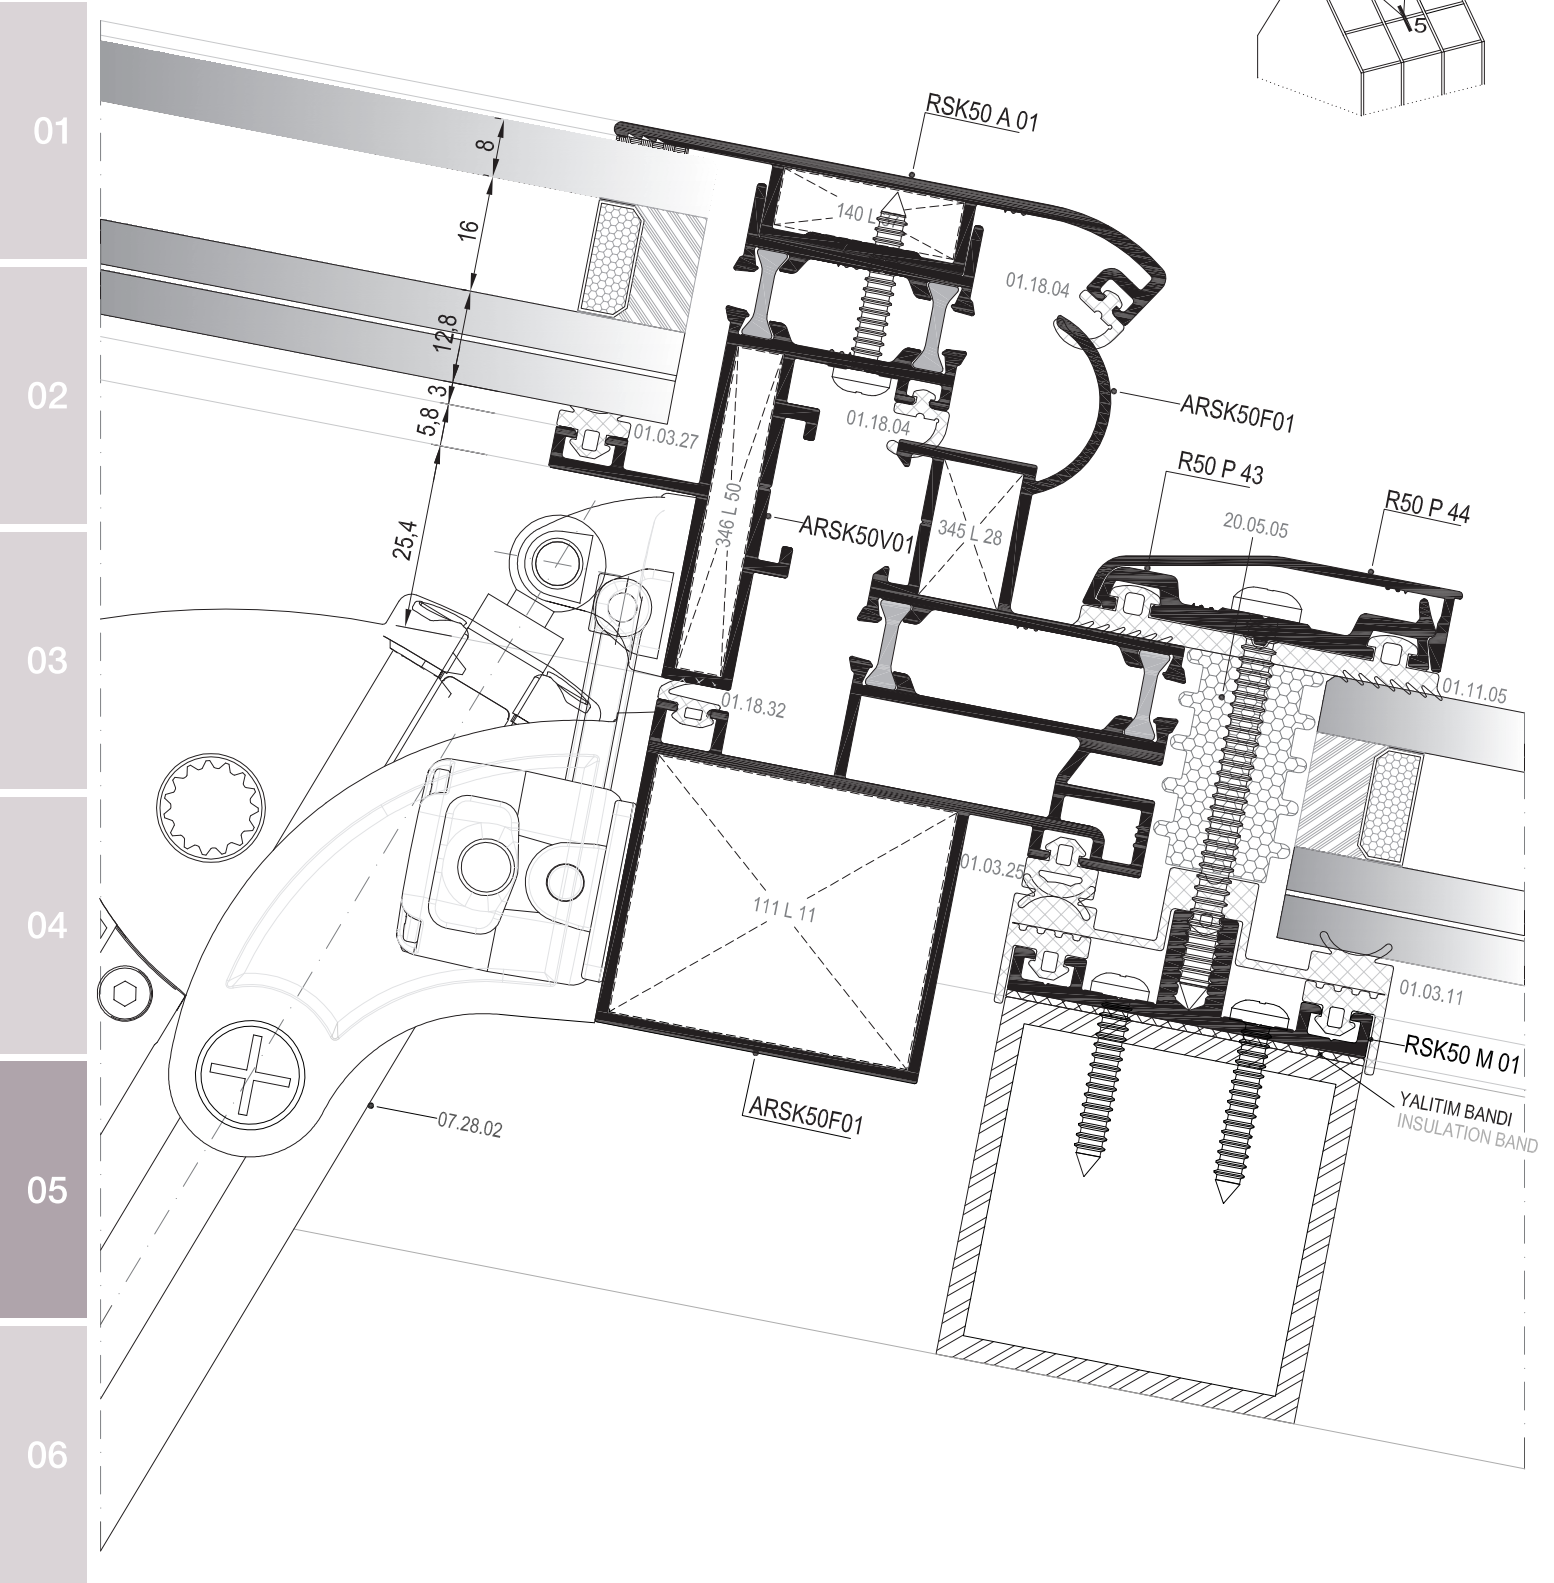 5
01
RSK50 A 01
8
140 L
16
01.18.04
12,8
02
3
5,8
01.03.27
01.18.04
ARSK50F01
R50 P 43
R50 P 44
20.05.05
25,4
346 L 50
ARSK50V01
345 L 28
03
01.11.05
01.18.32
01.03.25
04
111 L 11
01.03.11
RSK50 M 01
YALITIM BANDI
INSULATION BAND
ARSK50F01
07.28.02
05
06